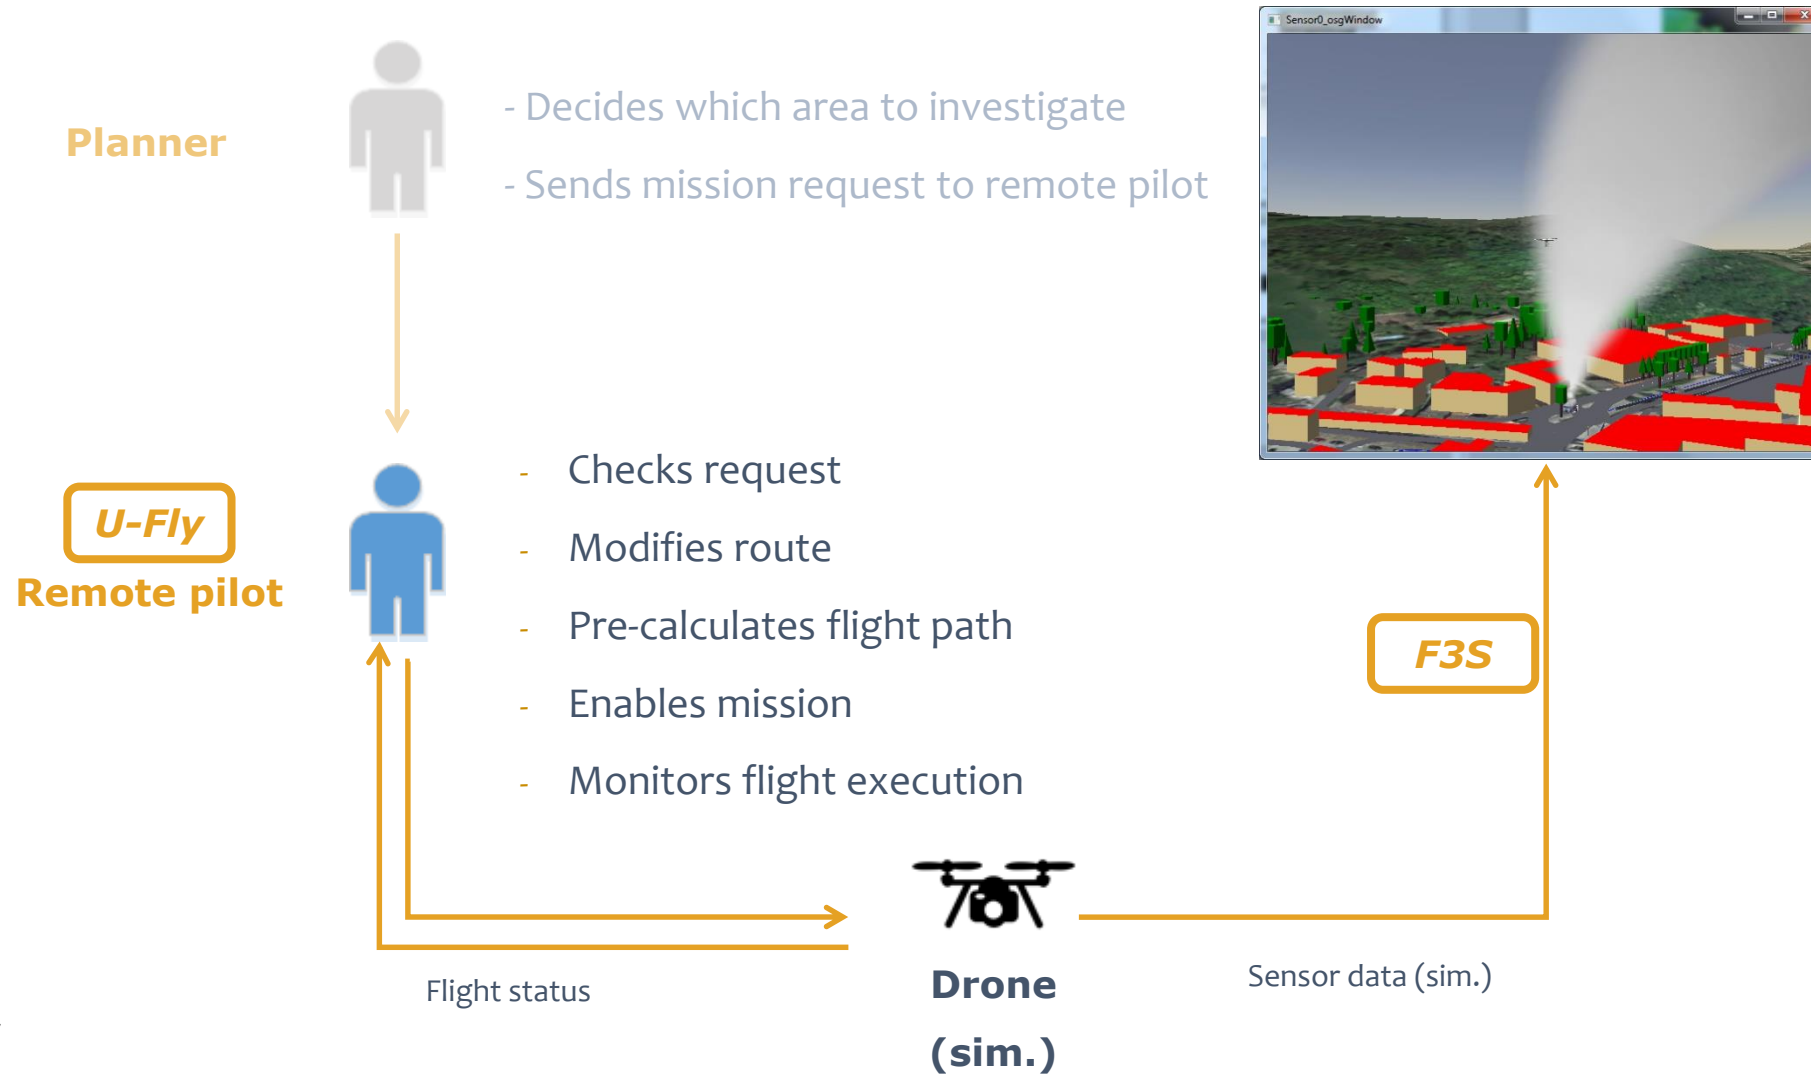 Sensor0_osgWindow
Planner
- Decides which area to investigate
- Sends mission request to remote pilot
U-Fly
Remote pilot
- Checks request
- Modifies route
- Pre-calculates flight path
- Enables mission
- Monitors flight execution
F3S
Flight status
Drone
(sim.)
Sensor data (sim.)